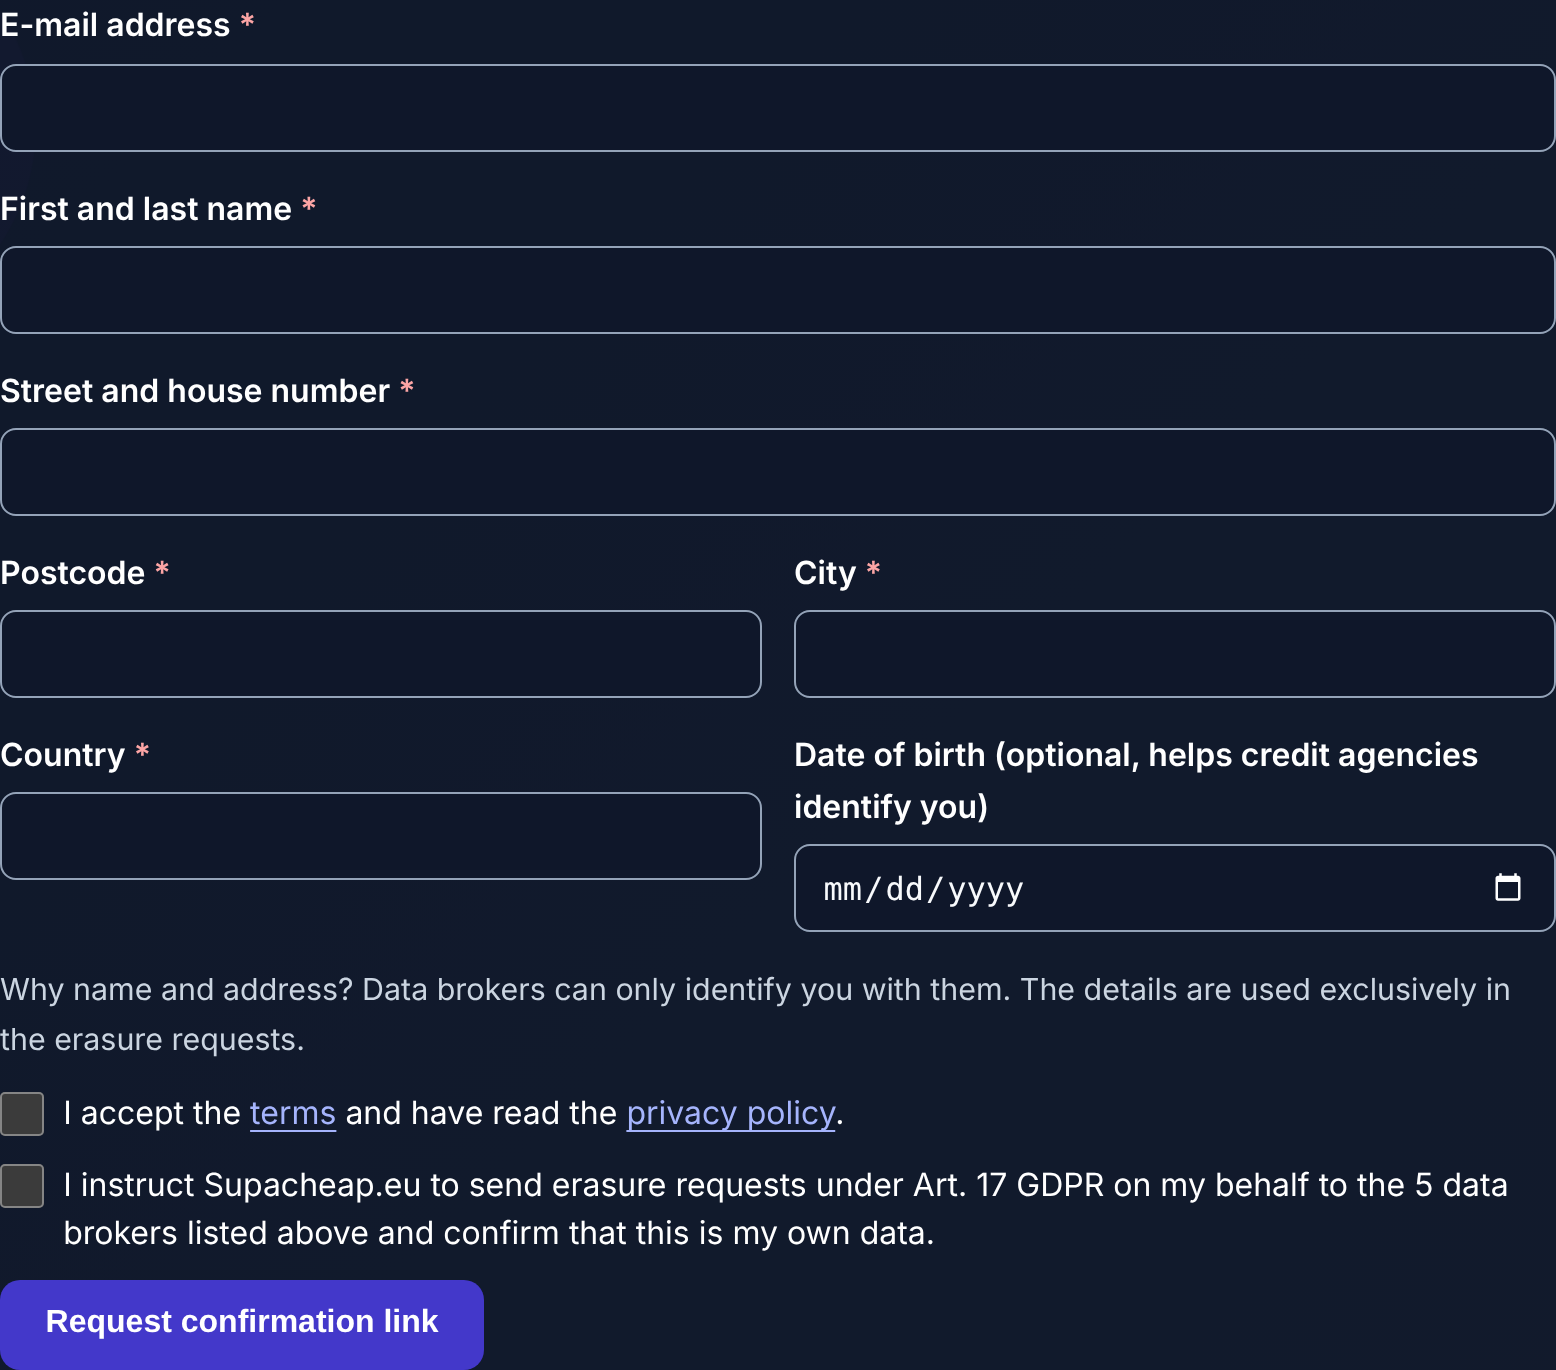 E-mail address *
First and last name *
Street and house number *
Postcode *
City *
Country *
Date of birth (optional, helps credit agencies
identify you)
mm/dd/yyyy
Why name and address? Data brokers can only identify you with them. The details are used exclusively in
the erasure requests.
I accept the terms and have read the privacy policy.
I instruct Supacheap.eu to send erasure requests under Art. 17 GDPR on my behalf to the 5 data
brokers listed above and confirm that this is my own data.
Request confirmation link